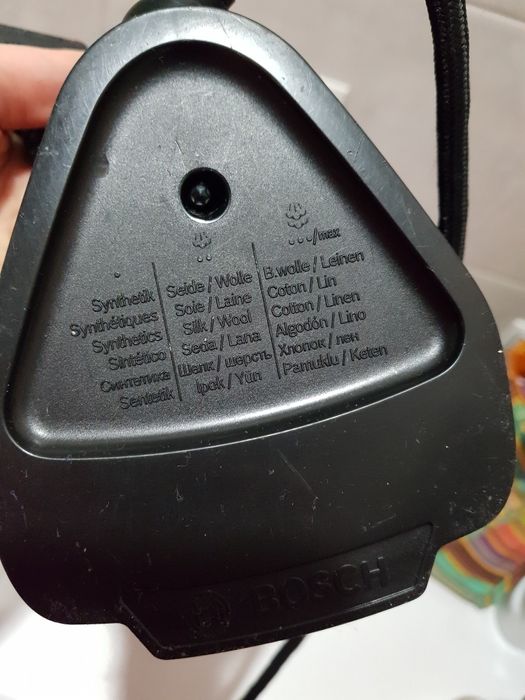 •
Synthetik
Synthétiques
Synthetics
Sintético
Синтетика
Sentetik
••
Seide / Wolle
Soie / Laine
Silk / Wool
Seda / Lana
Шелк / шерсть
İpek / Yün
•••/max
B.wolle / Leinen
Coton / Lin
Cotton / Linen
Algodón / Lino
Хлопок / лен
Pamuklu / Keten
BOSCH